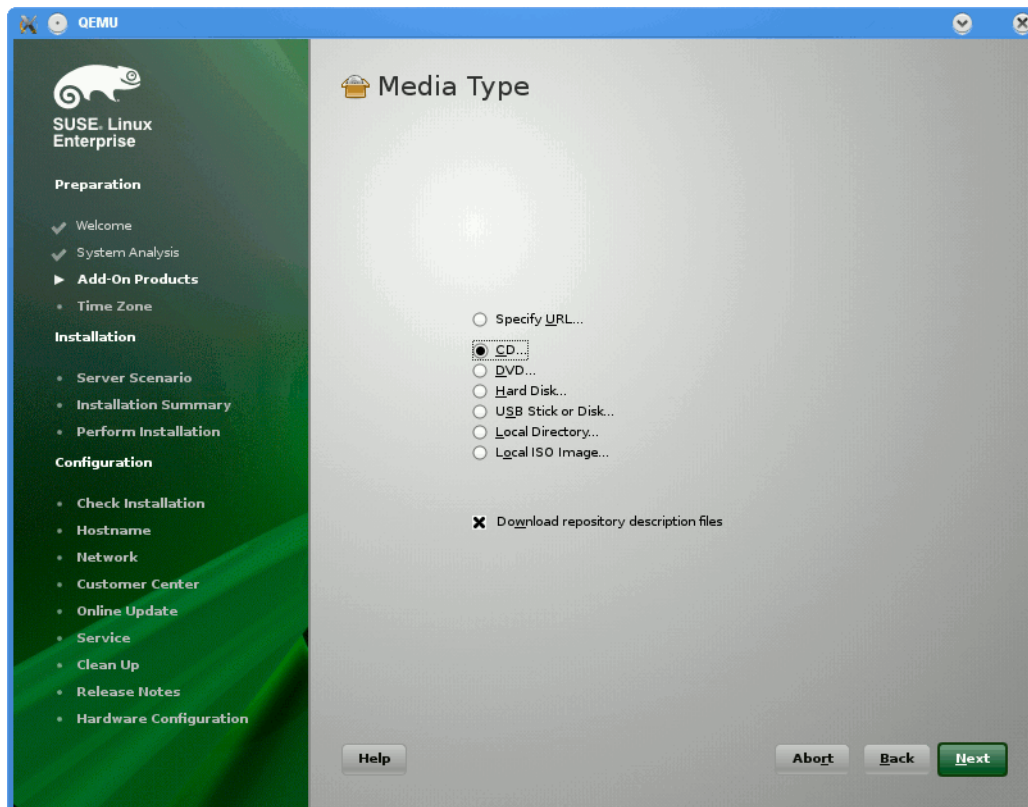 QEMU
SUSE. Linux
Enterprise
Preparation
Welcome
System Analysis
Add-On Products
Time Zone
Installation
Server Scenario
Installation Summary
Perform Installation
Configuration
Check Installation
Hostname
Network
Customer Center
Online Update
Service
Clean Up
Release Notes
Hardware Configuration
Media Type
Specify URL...
CD...
DVD...
Hard Disk...
USB Stick or Disk...
Local Directory...
Local ISO Image...
Download repository description files
Help
Abort
Back
Next